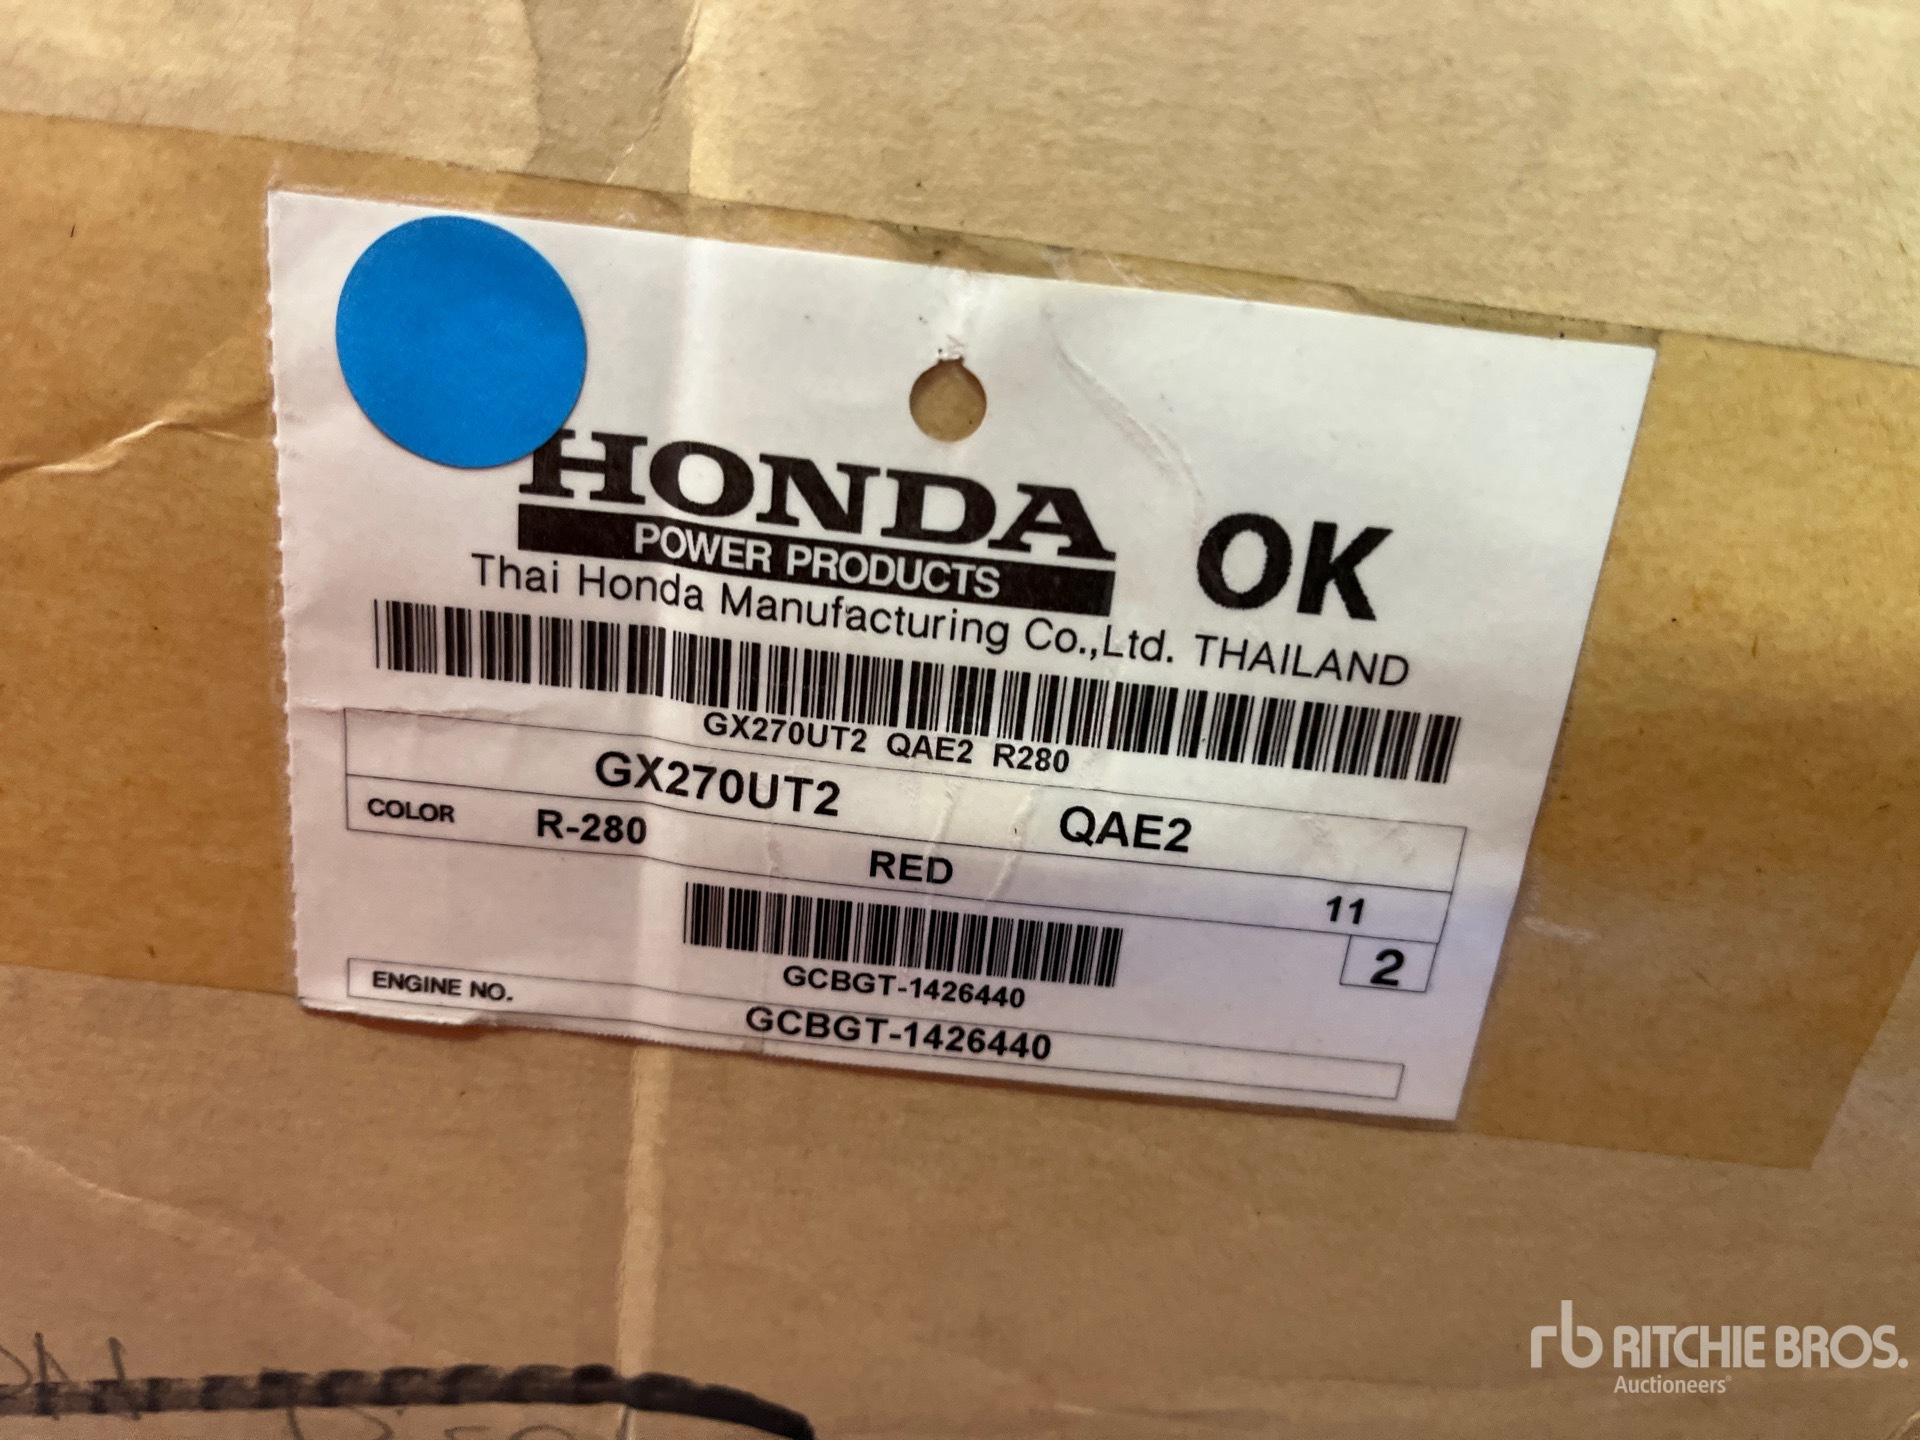 HONDA
POWER PRODUCTS
OK
Thai Honda Manufacturing Co.,Ltd. THAILAND
GX270UT2 QAE2 R280
GX270UT2 QAE2
COLOR R-280 RED 11
2
GCBGT-1426440
ENGINE NO. GCBGT-1426440
rb RITCHIE BROS.
Auctioneers